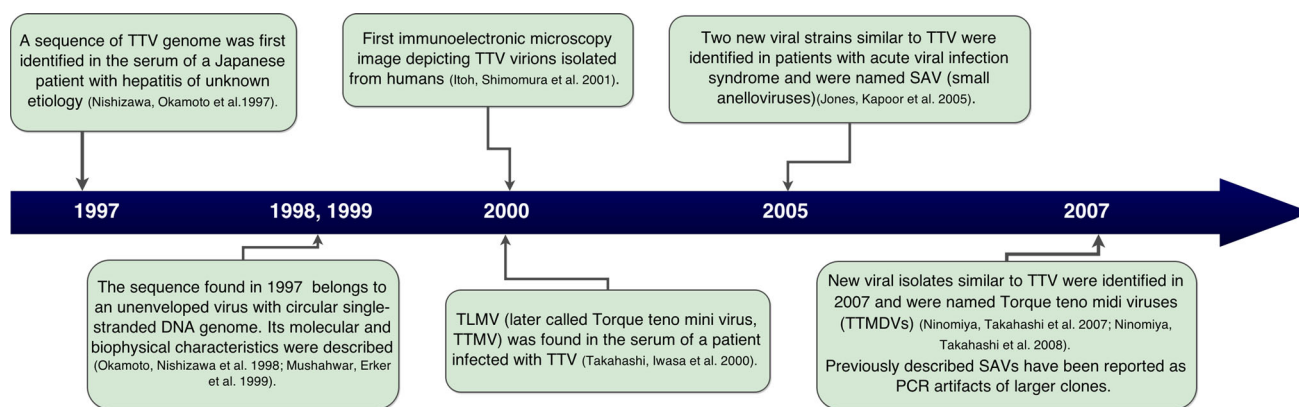 A sequence of TTV genome was first
identified in the serum of a Japanese
patient with hepatitis of unknown
etiology (Nishizawa, Okamoto et al.1997).
First immunoelectronic microscopy
image depicting TTV virions isolated
from humans (Itoh, Shimomura et al. 2001).
Two new viral strains similar to TTV were
identified in patients with acute viral infection
syndrome and were named SAV (small
anelloviruses)(Jones, Kapoor et al. 2005).
1997
1998, 1999
2000
2005
2007
The sequence found in 1997 belongs to
an unenveloped virus with circular single-
stranded DNA genome. Its molecular and
biophysical characteristics were described
(Okamoto, Nishizawa et al. 1998; Mushahwar, Erker
et al. 1999).
TLMV (later called Torque teno mini virus,
TTMV) was found in the serum of a patient
infected with TTV (Takahashi, Iwasa et al. 2000).
New viral isolates similar to TTV were identified in
2007 and were named Torque teno midi viruses
(TTMDVs) (Ninomiya, Takahashi et al. 2007; Ninomiya,
Takahashi et al. 2008).
Previously described SAVs have been reported as
PCR artifacts of larger clones.